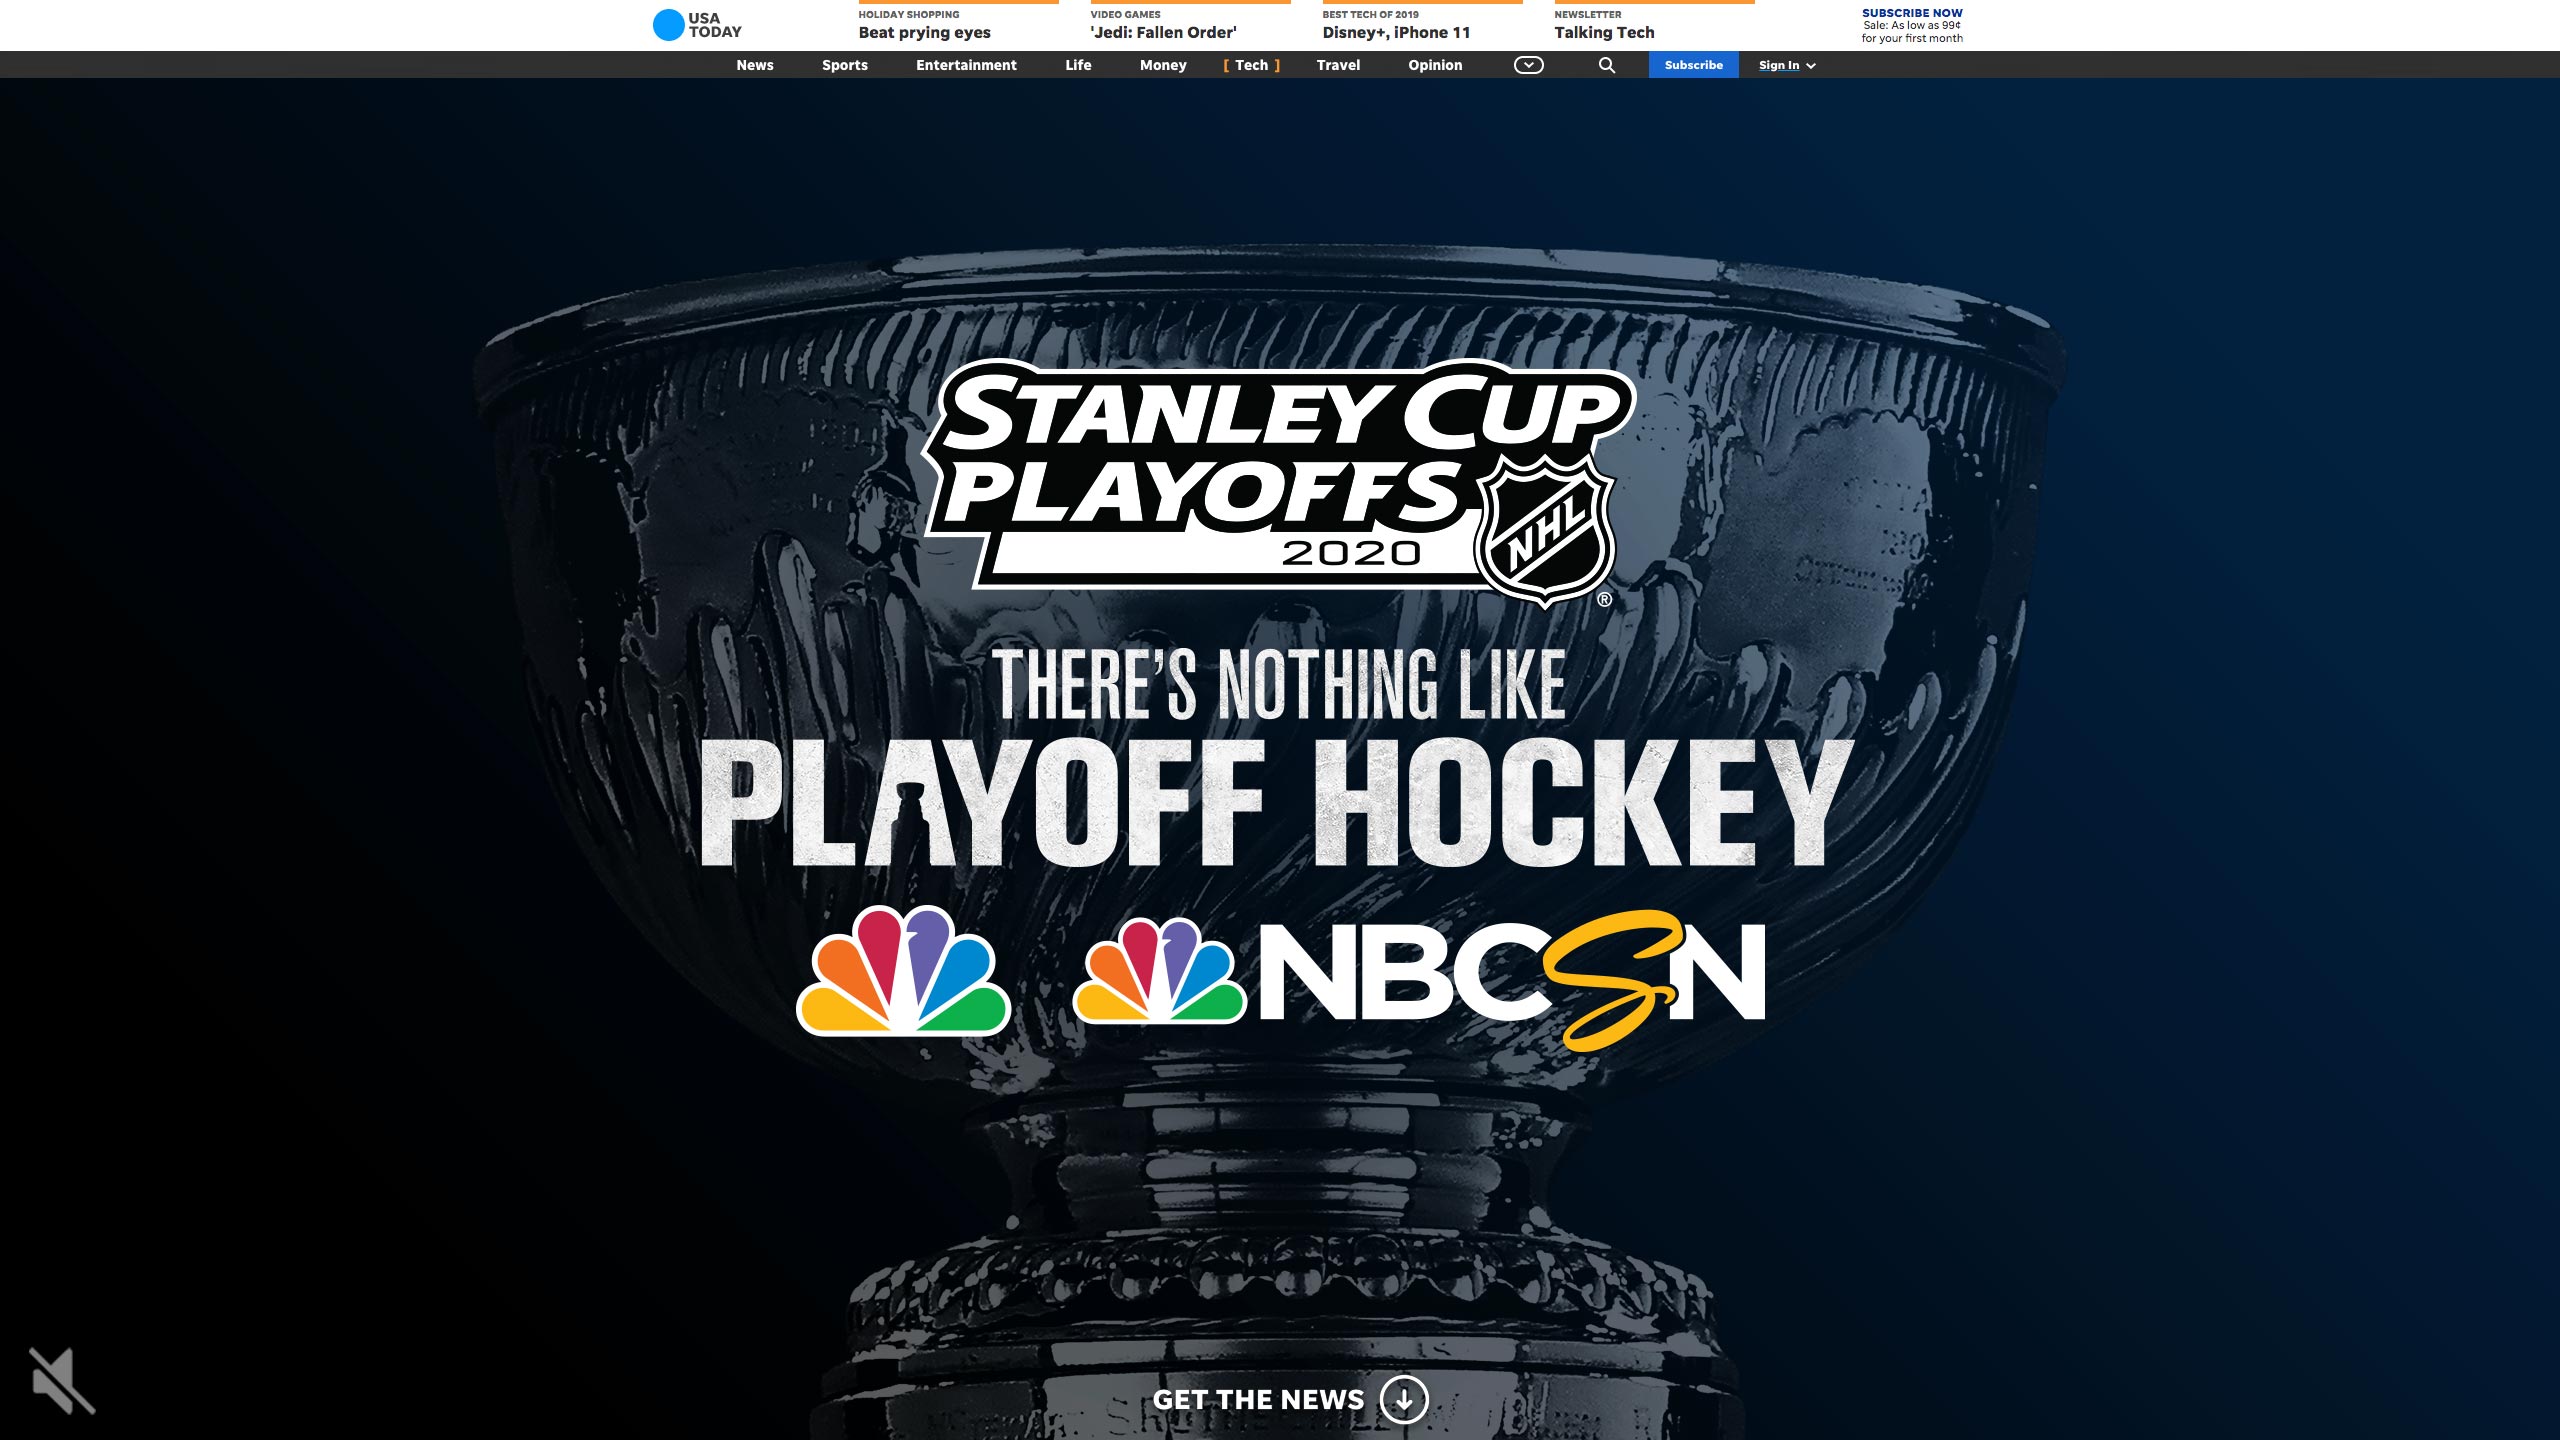 USA
TODAY
HOLIDAY SHOPPING
Beat prying eyes
VIDEO GAMES
'Jedi: Fallen Order'
BEST TECH OF 2019
Disney+, iPhone 11
NEWSLETTER
Talking Tech
SUBSCRIBE NOW
Sale: As low as 99¢
for your first month
News Sports Entertainment Life Money [ Tech ] Travel Opinion Subscribe Sign In
STANLEY CUP
PLAYOFFS
2020
NHL
®
THERE'S NOTHING LIKE
PLAYOFF HOCKEY
NBCSN
GET THE NEWS